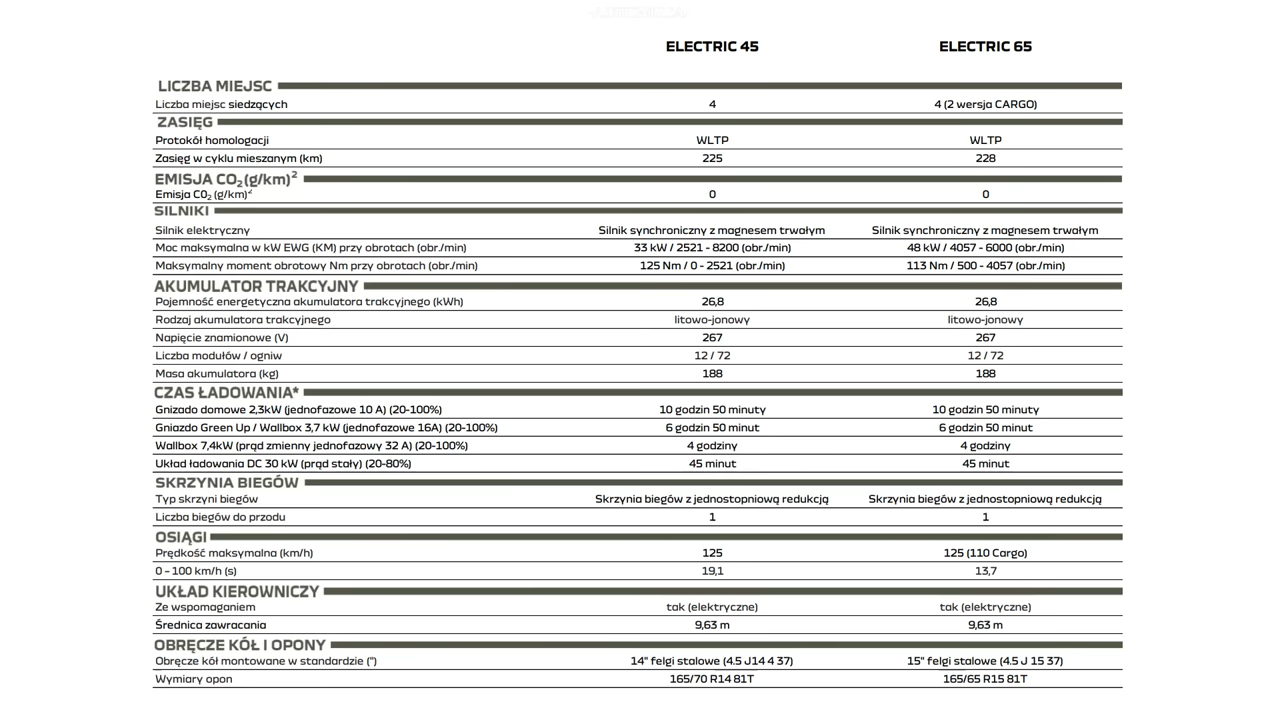 ELECTRIC 45 ELECTRIC 65
LICZBA MIEJSC
Liczba miejsc siedzących 4 4 (2 wersja CARGO)
ZASIĘG
Protokół homologacji WLTP WLTP
Zasięg w cyklu mieszanym (km) 225 228
EMISJA CO₂(g/km)²
Emisja CO₂ (g/km)² 0 0
SILNIKI
Silnik elektryczny Silnik synchroniczny z magnesem trwałym Silnik synchroniczny z magnesem trwałym
Moc maksymalna w kW EWG (KM) przy obrotach (obr./min) 33 kW / 2521 - 8200 (obr./min) 48 kW / 4057 - 6000 (obr./min)
Maksymalny moment obrotowy Nm przy obrotach (obr./min) 125 Nm / 0 - 2521 (obr./min) 113 Nm / 500 - 4057 (obr./min)
AKUMULATOR TRAKCYJNY
Pojemność energetyczna akumulatora trakcyjnego (kWh) 26,8 26,8
Rodzaj akumulatora trakcyjnego litowo-jonowy litowo-jonowy
Napięcie znamionowe (V) 267 267
Liczba modułów / ogniw 12 / 72 12 / 72
Masa akumulatora (kg) 188 188
CZAS ŁADOWANIA*
Gnizado domowe 2,3kW (jednofazowe 10 A) (20-100%) 10 godzin 50 minuty 10 godzin 50 minuty
Gniazdo Green Up / Wallbox 3,7 kW (jednofazowe 16A) (20-100%) 6 godzin 50 minut 6 godzin 50 minut
Wallbox 7,4kW (prąd zmienny jednofazowy 32 A) (20-100%) 4 godziny 4 godziny
Układ ładowania DC 30 kW (prąd stały) (20-80%) 45 minut 45 minut
SKRZYNIA BIEGÓW
Typ skrzyni biegów Skrzynia biegów z jednostopniową redukcją Skrzynia biegów z jednostopniową redukcją
Liczba biegów do przodu 1 1
OSIĄGI
Prędkość maksymalna (km/h) 125 125 (110 Cargo)
0 – 100 km/h (s) 19,1 13,7
UKŁAD KIEROWNICZY
Ze wspomaganiem tak (elektryczne) tak (elektryczne)
Średnica zawracania 9,63 m 9,63 m
OBRĘCZE KÓŁ I OPONY
Obręcze kół montowane w standardzie (") 14" felgi stalowe (4.5 J14 4 37) 15" felgi stalowe (4.5 J 15 37)
Wymiary opon 165/70 R14 81T 165/65 R15 81T